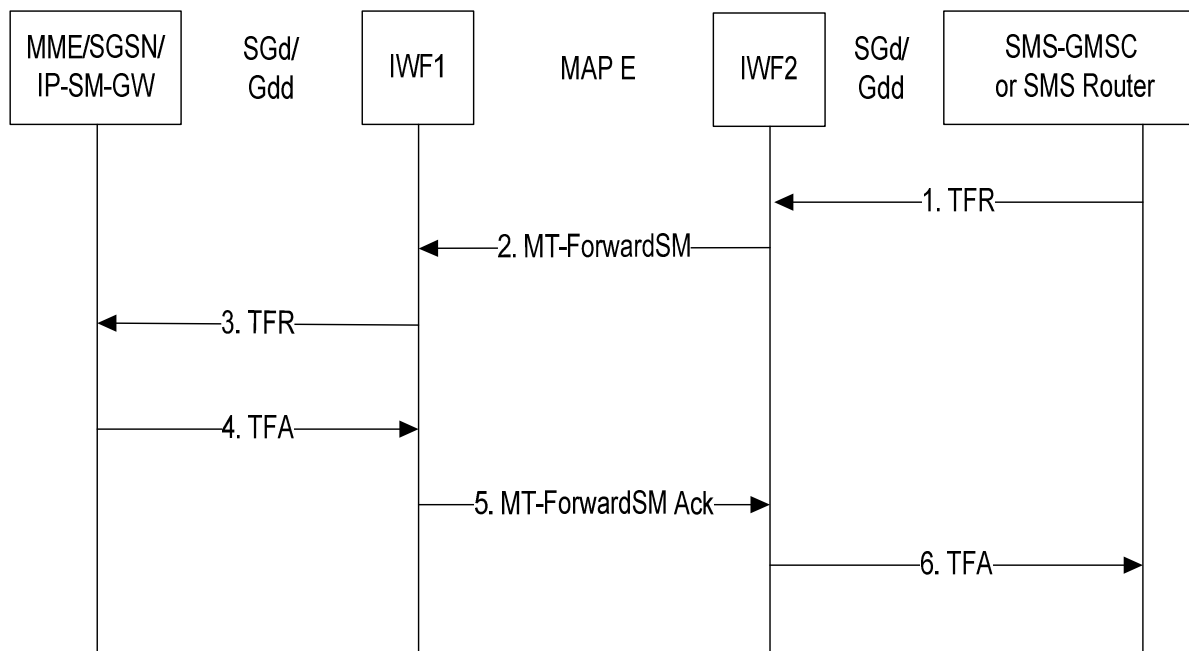 MME/SGSN/
IP-SM-GW
SGd/
Gdd
IWF1
MAP E
IWF2
SGd/
Gdd
SMS-GMSC
or SMS Router
1. TFR
2. MT-ForwardSM
3. TFR
4. TFA
5. MT-ForwardSM Ack
6. TFA